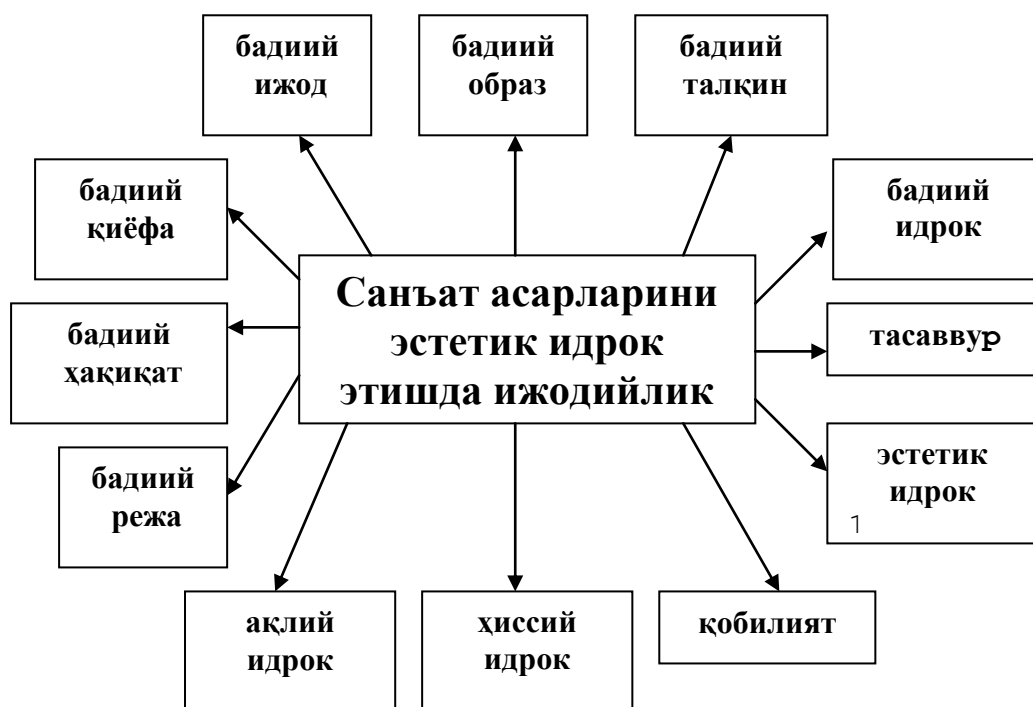 бадиий
ижод
бадиий
образ
бадиий
талқин
бадиий
қиёфа
бадиий
идрок
Санъат асарларини
эстетик идрок
этишда ижодийлик
бадиий
ҳақиқат
тасаввур
бадиий
режа
эстетик
идрок
1
ақлий
идрок
ҳиссий
идрок
қобилият